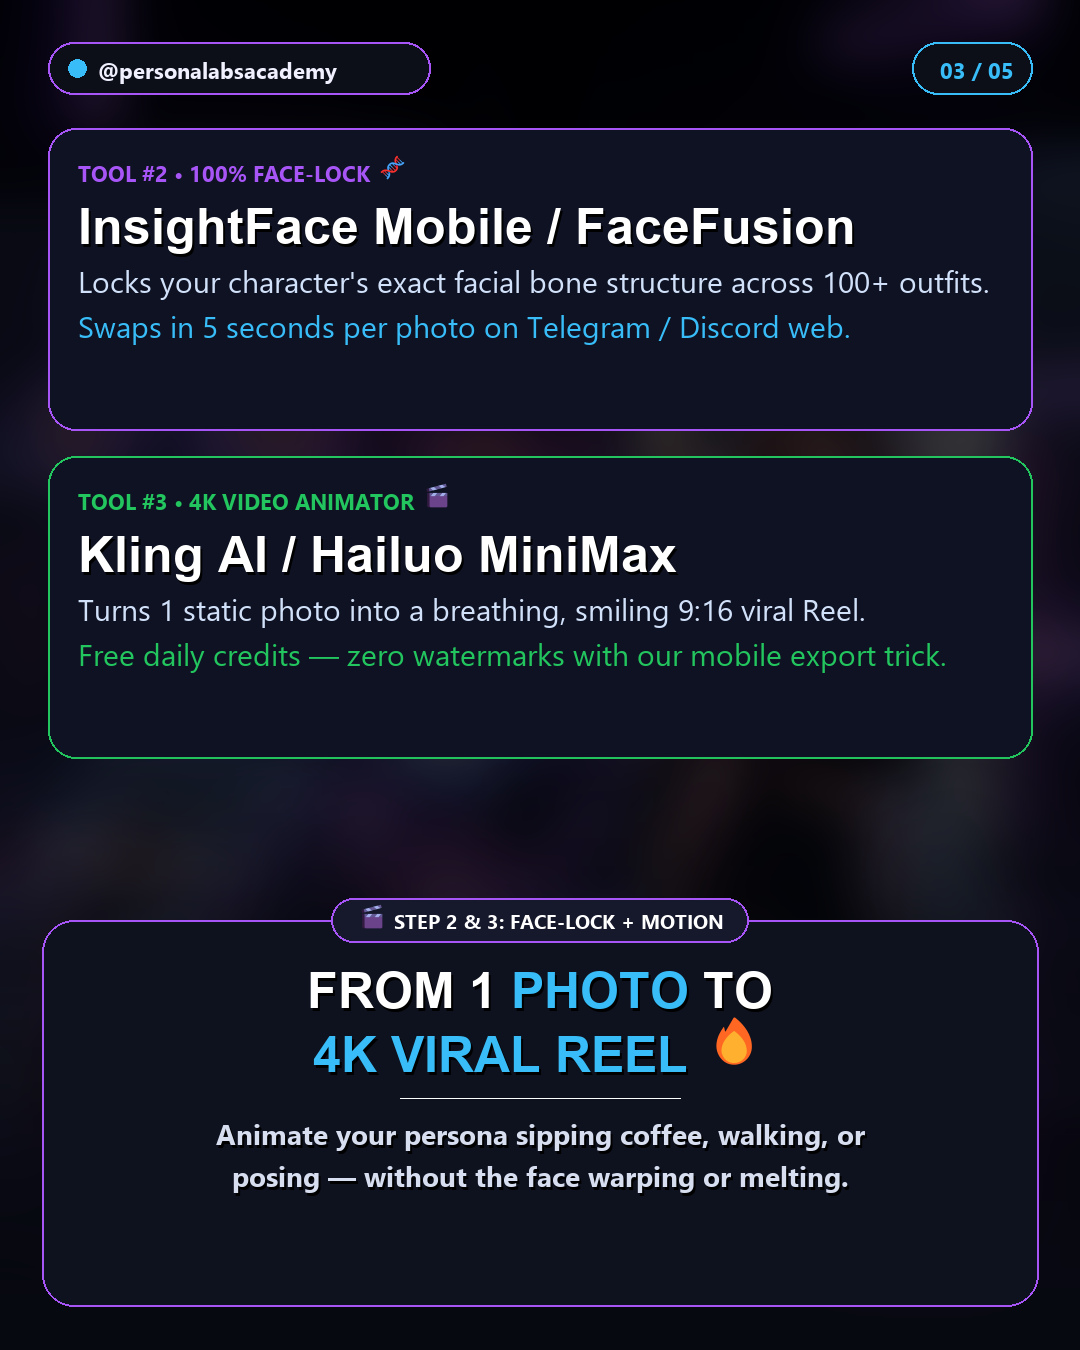 @personalabsacademy
03 / 05
TOOL #2 • 100% FACE-LOCK 🧬
InsightFace Mobile / FaceFusion
Locks your character's exact facial bone structure across 100+ outfits.
Swaps in 5 seconds per photo on Telegram / Discord web.
TOOL #3 • 4K VIDEO ANIMATOR 🎬
Kling AI / Hailuo MiniMax
Turns 1 static photo into a breathing, smiling 9:16 viral Reel.
Free daily credits — zero watermarks with our mobile export trick.
🎬 STEP 2 & 3: FACE-LOCK + MOTION
FROM 1 PHOTO TO
4K VIRAL REEL 🔥
Animate your persona sipping coffee, walking, or
posing — without the face warping or melting.